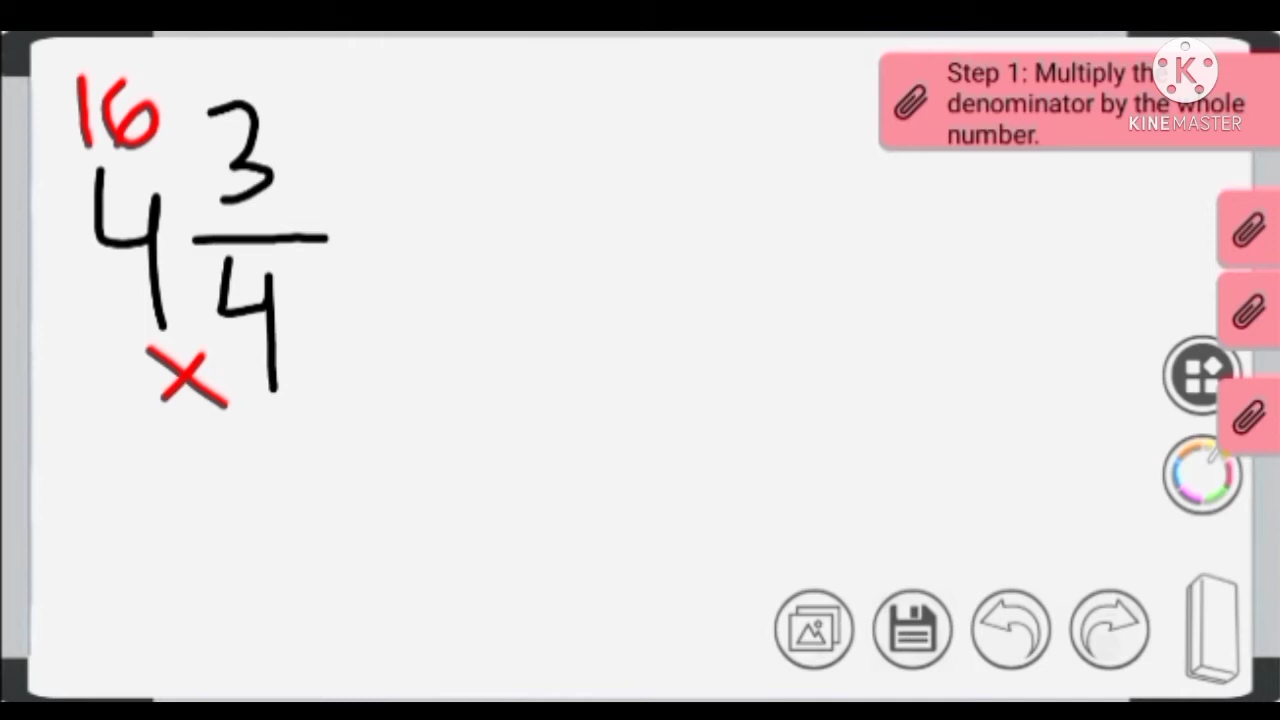 16
4 3/4
×
Step 1: Multiply the
denominator by the whole
number.
K
KINEMASTER